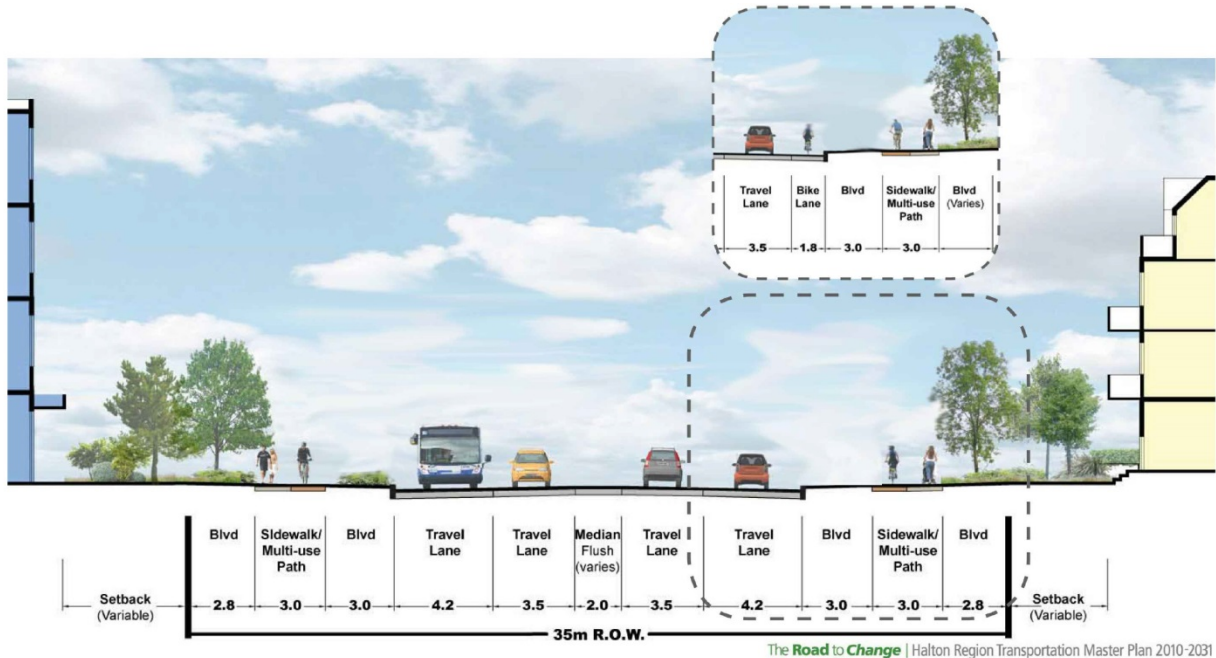 Travel Lane
Bike Lane
Blvd
Sidewalk/ Multi-use Path
Blvd (Varies)
3.5
1.8
3.0
3.0
Blvd
Sidewalk/ Multi-use Path
Blvd
Travel Lane
Travel Lane
Median Flush (varies)
Travel Lane
Travel Lane
Blvd
Sidewalk/ Multi-use Path
Blvd
Setback (Variable)
2.8
3.0
3.0
4.2
3.5
2.0
3.5
4.2
3.0
3.0
2.8
Setback (Variable)
35m R.O.W.
The Road to Change | Halton Region Transportation Master Plan 2010-2031